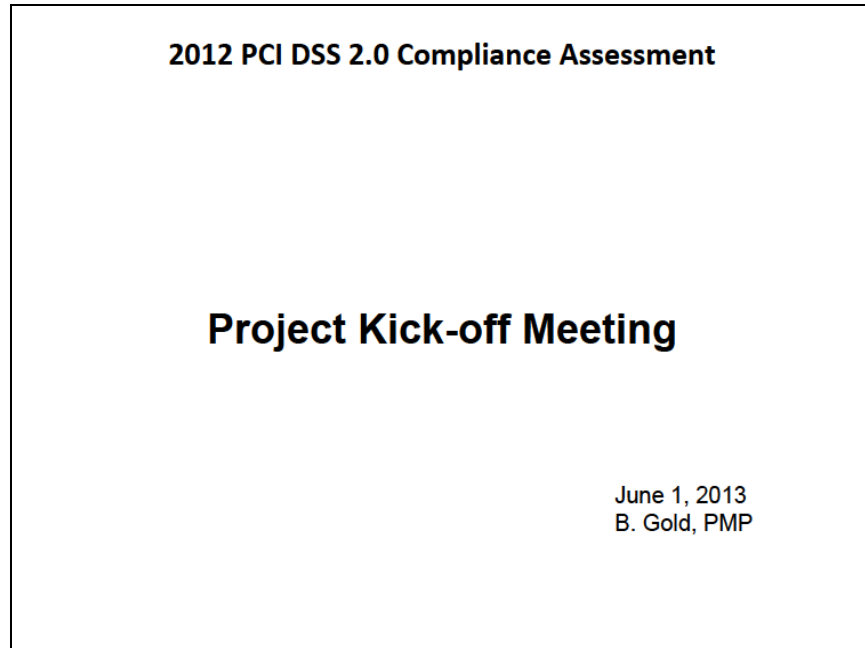 2012 PCI DSS 2.0 Compliance Assessment
Project Kick-off Meeting
June 1, 2013
B. Gold, PMP